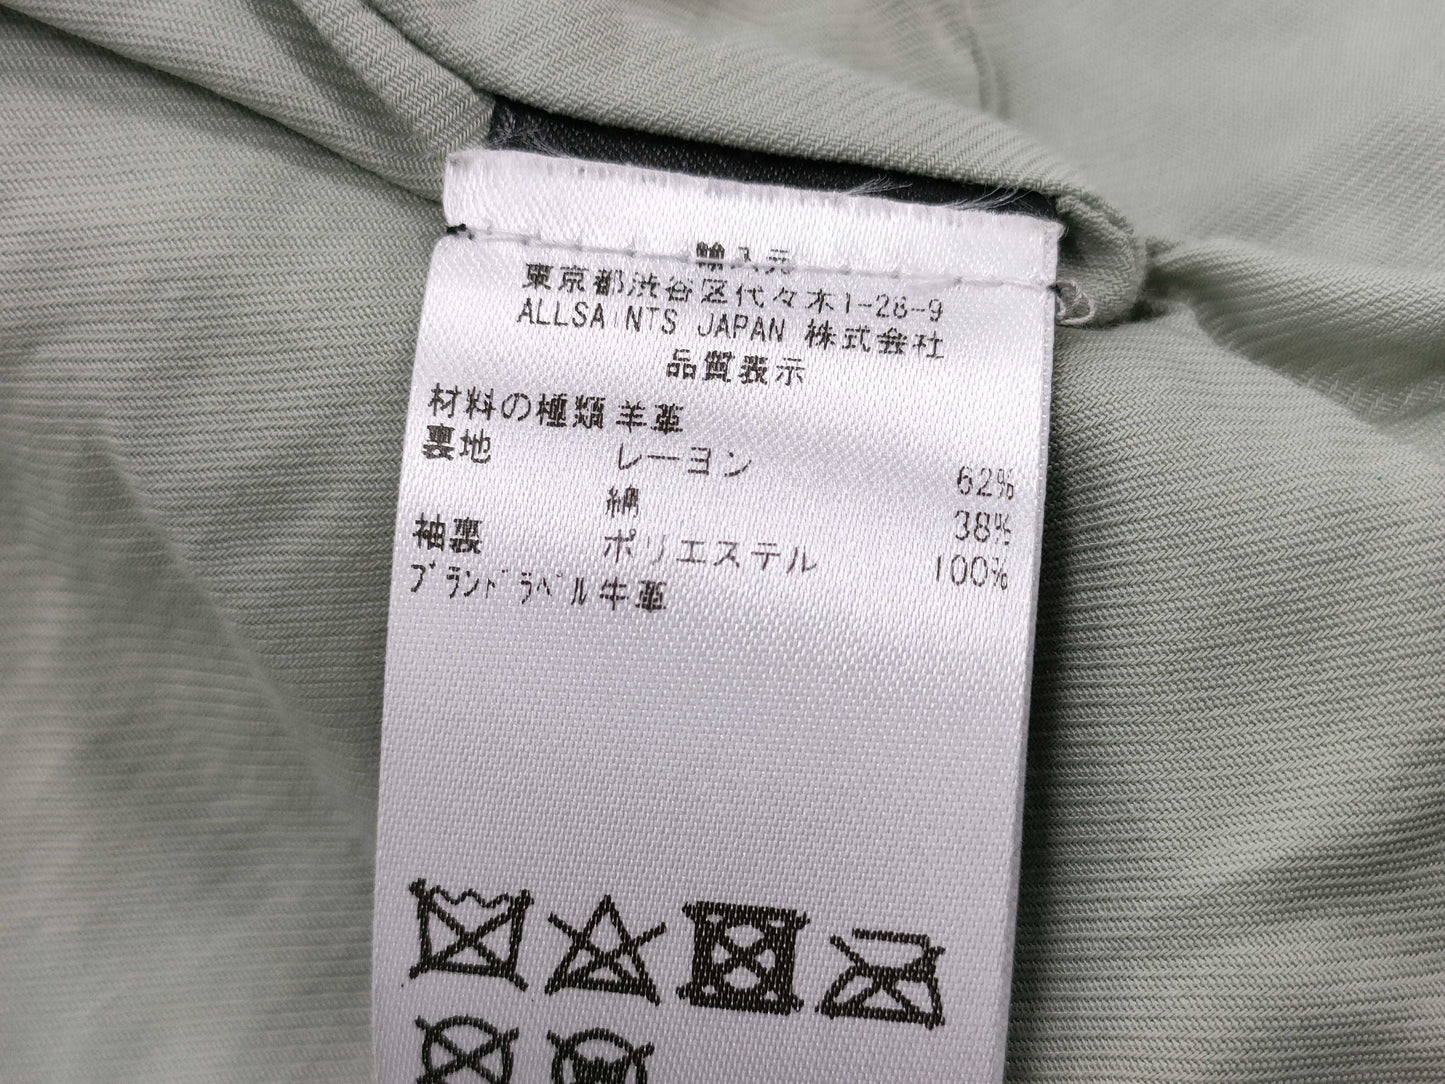 輸入元
東京都渋谷区代々木1-28-9
ALLSAINTS JAPAN 株式会社
品質表示
材料の種類 羊革
裏地 レーヨン 62%
綿 38%
袖裏 ポリエステル 100%
ブランドラベル 牛革